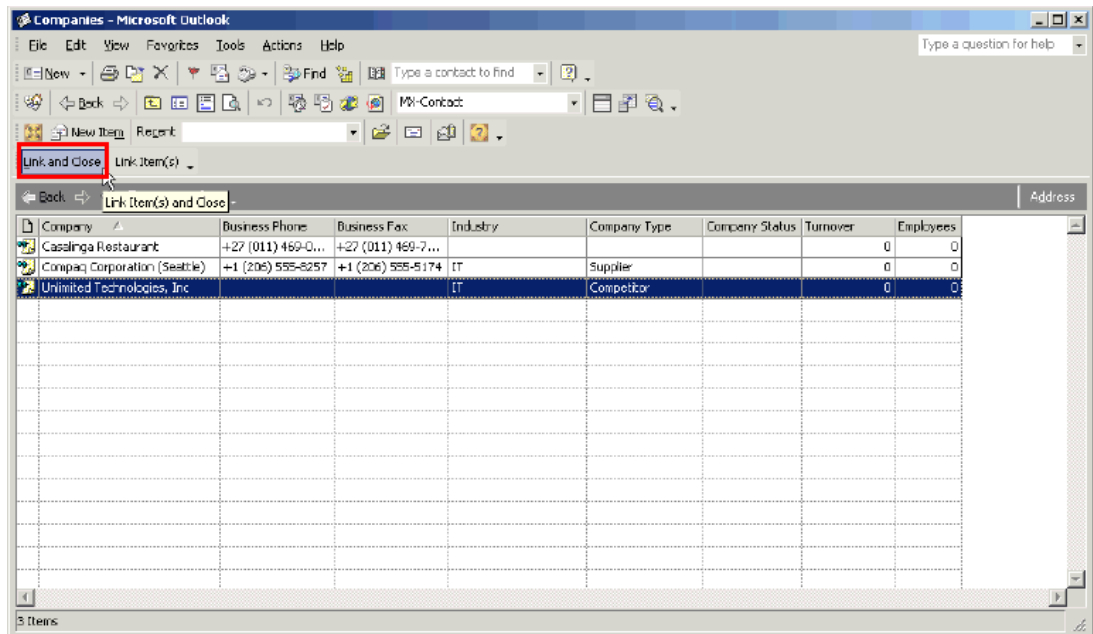 Companies - Microsoft Outlook
File Edit View Favorites Tools Actions Help Type a question for help
New Find Type a contact to find
Back MX-Contact
New Item Recent
Link and Close Link Item(s)
Back Address
Link Item(s) and Close
Company Business Phone Business Fax Industry Company Type Company Status Turnover Employees
Casalinga Restaurant +27 (011) 469-0... +27 (011) 469-7... 0 0
Compaq Corporation (Seattle) +1 (206) 555-8257 +1 (206) 555-5174 IT Supplier 0 0
Unlimited Technologies, Inc IT Competitor 0 0
3 Items